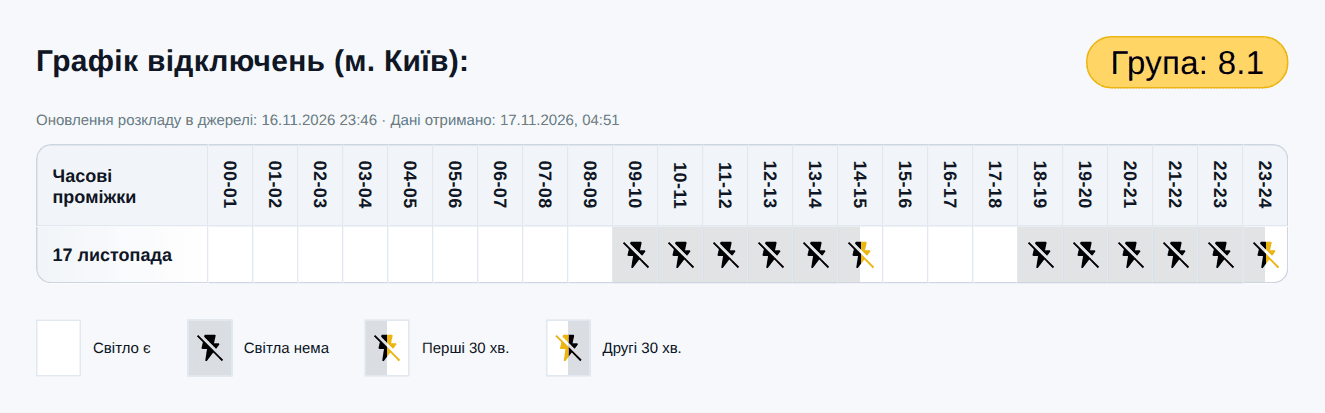 Графік відключень (м. Київ):
Група: 8.1
Оновлення розкладу в джерелі: 16.11.2026 23:46 · Дані отримано: 17.11.2026, 04:51
Часові
проміжки
00-01
01-02
02-03
03-04
04-05
05-06
06-07
07-08
08-09
09-10
10-11
11-12
12-13
13-14
14-15
15-16
16-17
17-18
18-19
19-20
20-21
21-22
22-23
23-24
17 листопада
Світло є
Світла нема
Перші 30 хв.
Другі 30 хв.